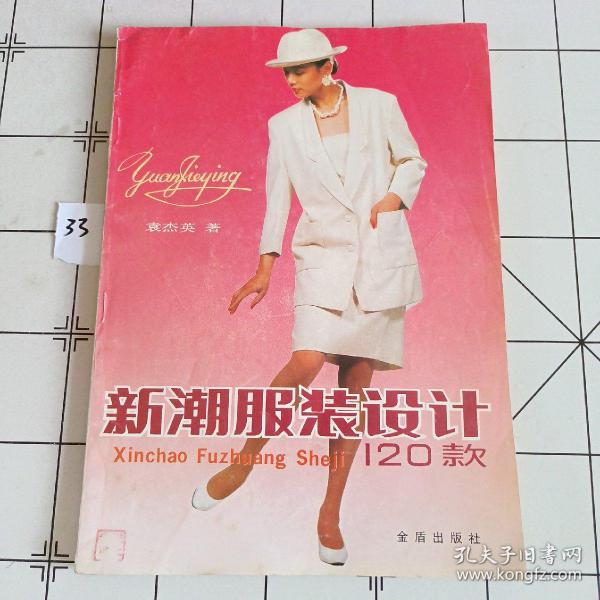 YuanJieying
袁杰英 著
33
新潮服装设计
Xinchao Fuzhuang Sheji 120款
金盾出版社
孔夫子旧书网
www.kongfz.com